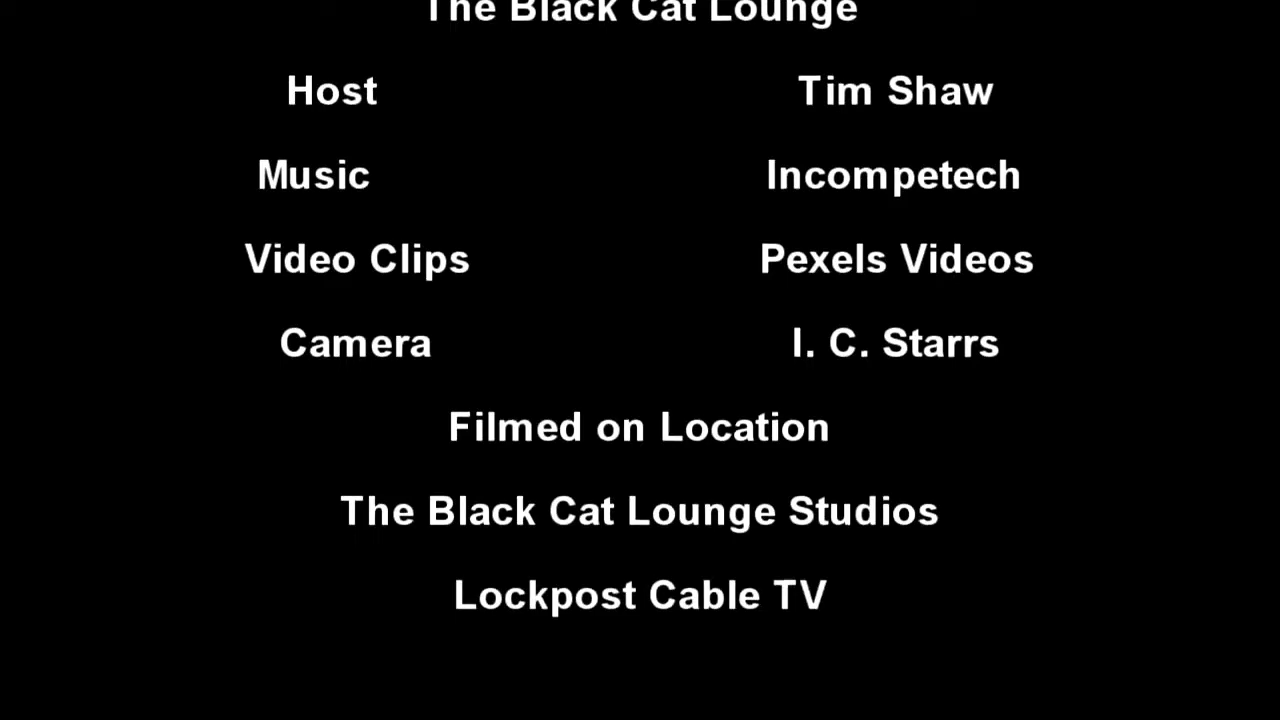 The Black Cat Lounge
Host Tim Shaw
Music Incompetech
Video Clips Pexels Videos
Camera I. C. Starrs
Filmed on Location
The Black Cat Lounge Studios
Lockpost Cable TV